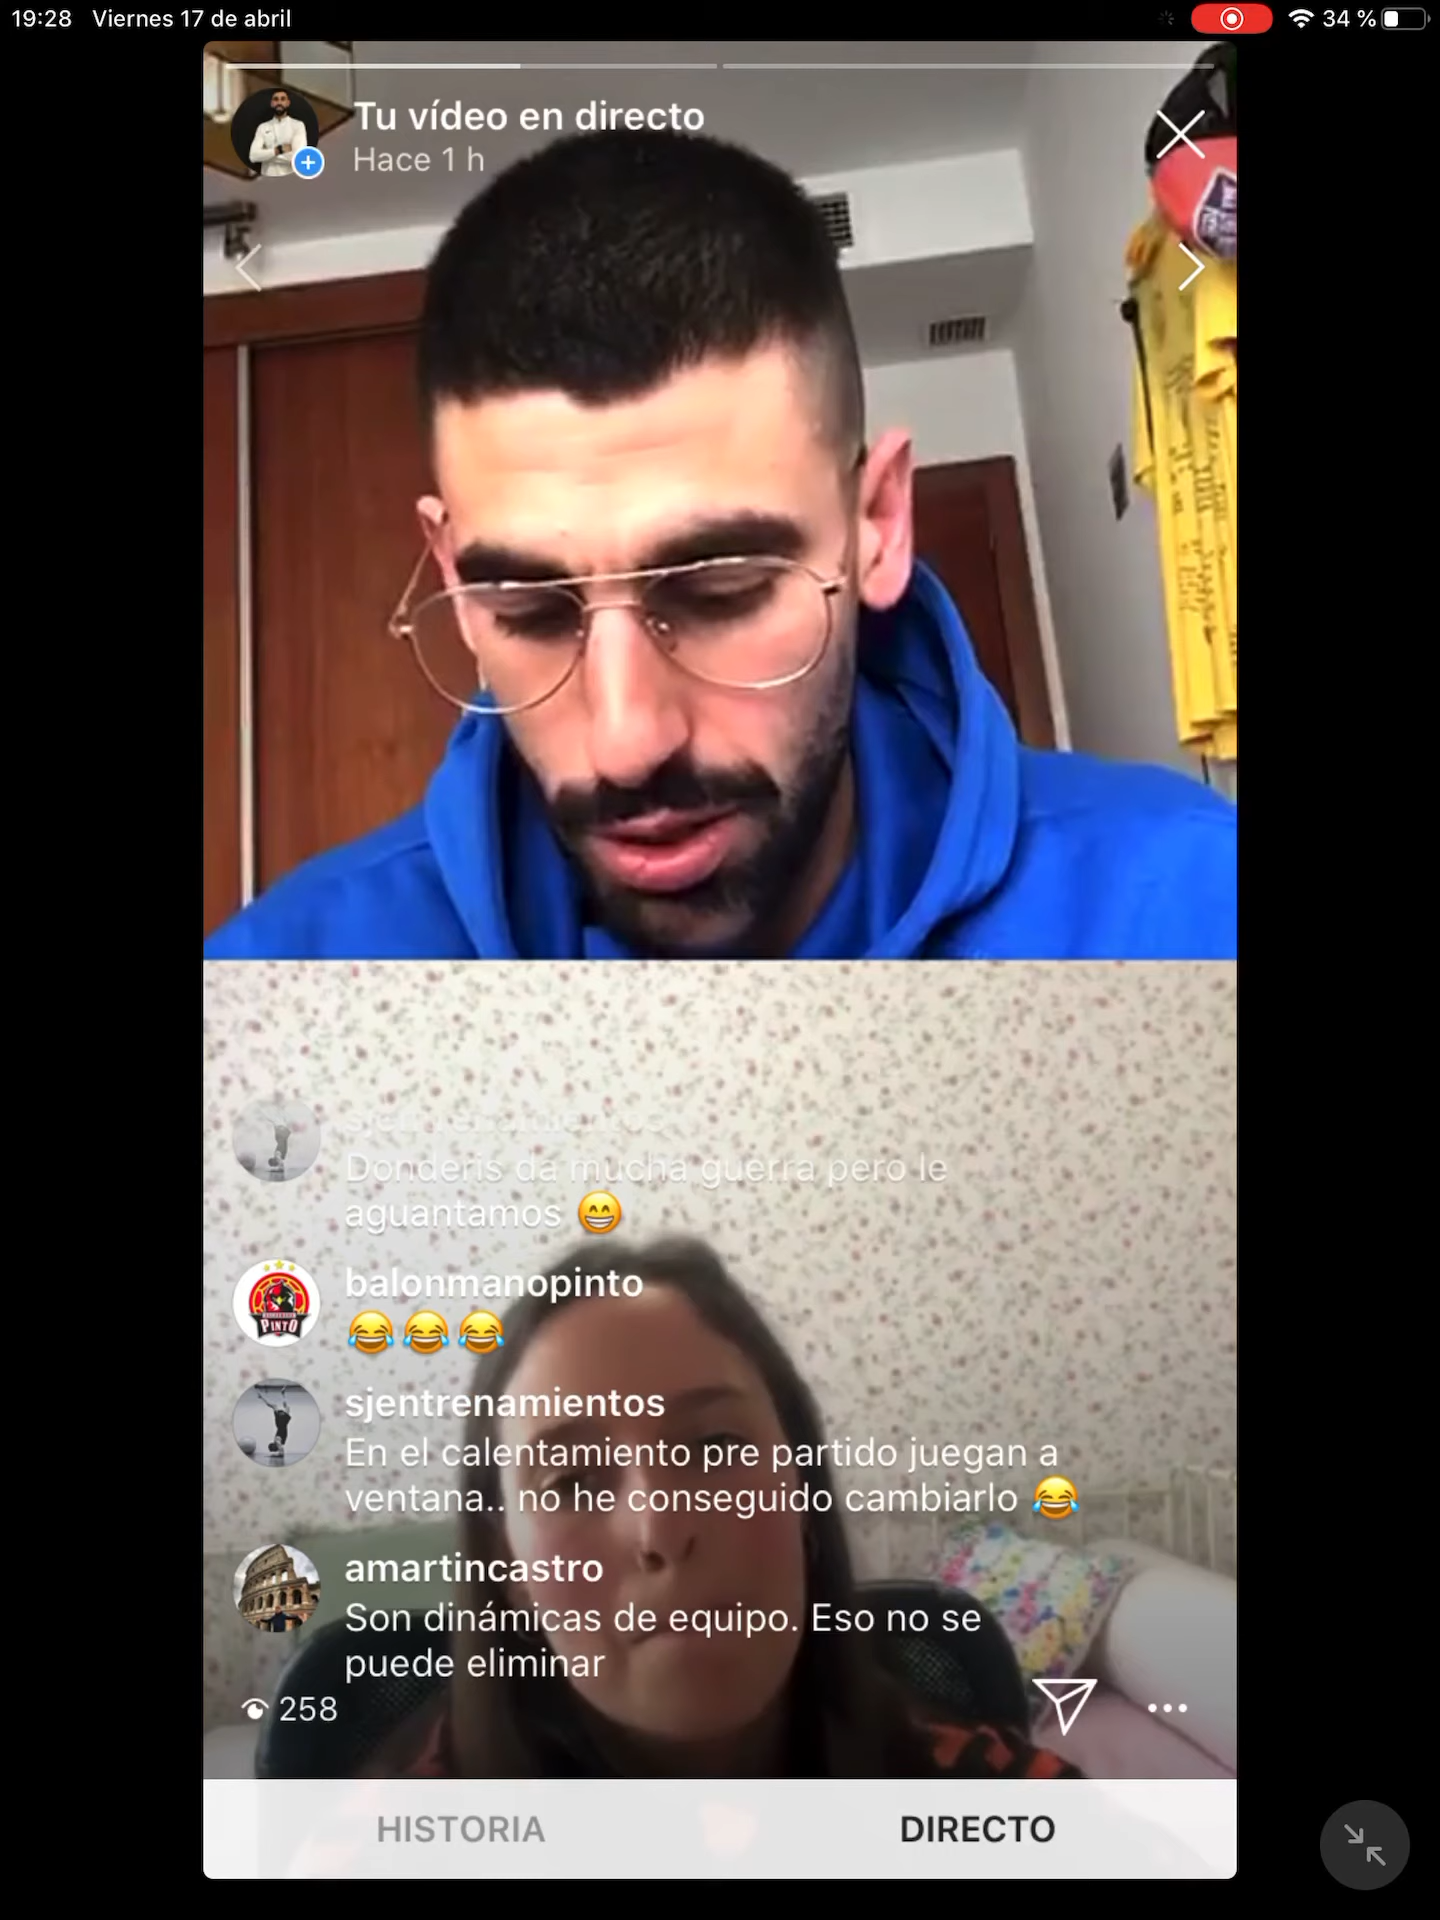 19:28 Viernes 17 de abril
34 %
Tu vídeo en directo
Hace 1 h
sjentrenamientos
Donderis da mucha guerra pero le
aguantamos 😁
balonmanopinto
😂😂😂
PINTO
sjentrenamientos
En el calentamiento pre partido juegan a
ventana.. no he conseguido cambiarlo 😂
amartincastro
Son dinámicas de equipo. Eso no se
puede eliminar
258
HISTORIA
DIRECTO